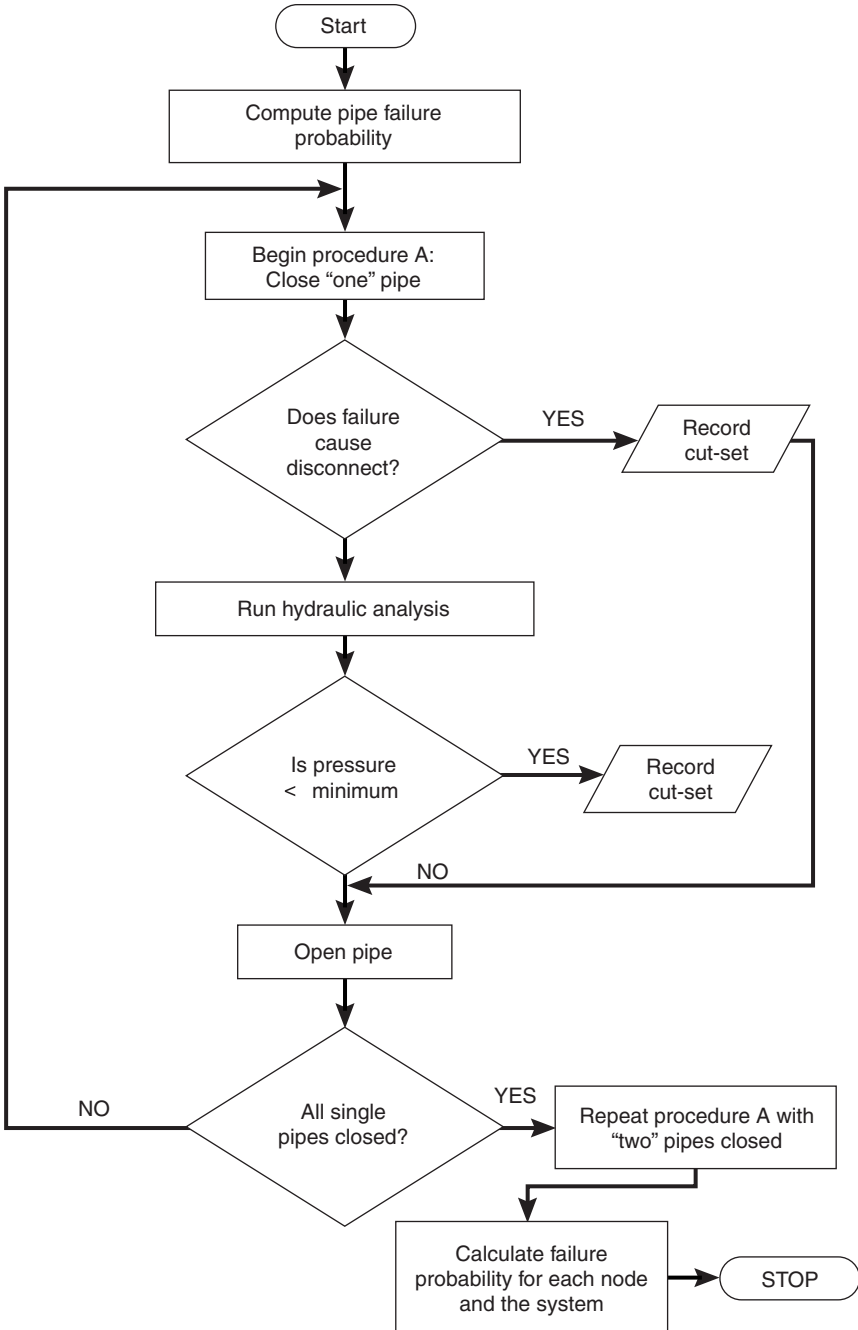 Start
Compute pipe failure
probability
Begin procedure A:
Close “one” pipe
Does failure
cause
disconnect?
YES
Record
cut-set
Run hydraulic analysis
Is pressure
< minimum
YES
Record
cut-set
NO
Open pipe
All single
pipes closed?
NO
YES
Repeat procedure A with
“two” pipes closed
Calculate failure
probability for each node
and the system
STOP